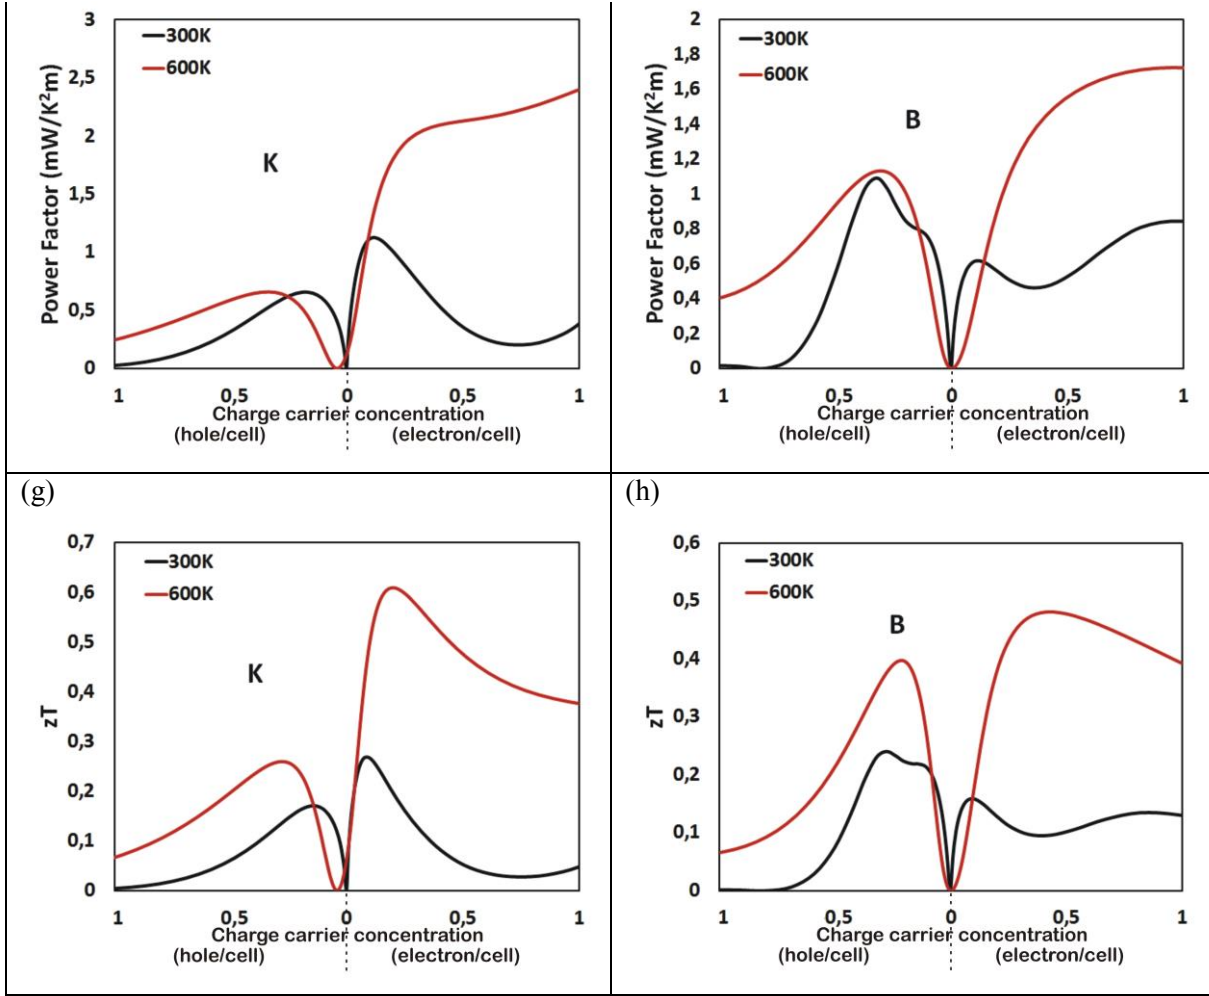 3
2,5
2
1,5
1
0,5
0
Power Factor (mW/K²m)
300K
600K
K
1 0,5 0 0,5 1
Charge carrier concentration
(hole/cell) (electron/cell)
2
1,8
1,6
1,4
1,2
1
0,8
0,6
0,4
0,2
0
Power Factor (mW/K²m)
300K
600K
B
1 0,5 0 0,5 1
Charge carrier concentration
(hole/cell) (electron/cell)
(g)
0,7
0,6
0,5
0,4
0,3
0,2
0,1
0
zT
300K
600K
K
1 0,5 0 0,5 1
Charge carrier concentration
(hole/cell) (electron/cell)
(h)
0,6
0,5
0,4
0,3
0,2
0,1
0
zT
300K
600K
B
1 0,5 0 0,5 1
Charge carrier concentration
(hole/cell) (electron/cell)